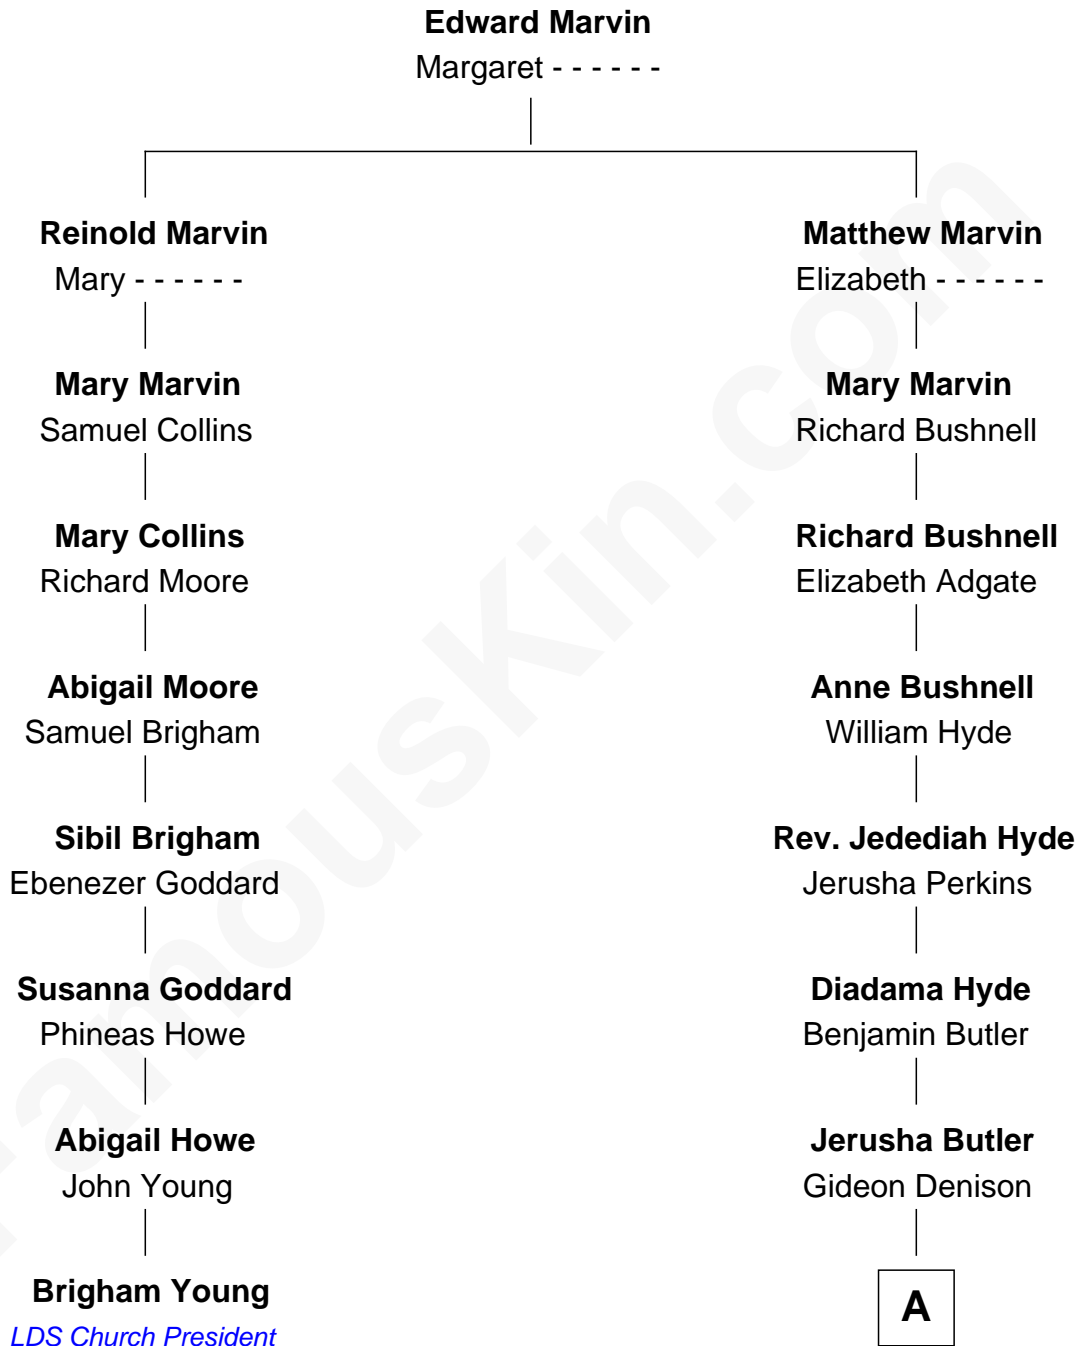 Edward Marvin
Margaret - - - - - -
Reinold Marvin
Mary - - - - - -
Mary Marvin
Samuel Collins
Mary Collins
Richard Moore
Abigail Moore
Samuel Brigham
Sibil Brigham
Ebenezer Goddard
Susanna Goddard
Phineas Howe
Abigail Howe
John Young
Brigham Young
LDS Church President
Matthew Marvin
Elizabeth - - - - - -
Mary Marvin
Richard Bushnell
Richard Bushnell
Elizabeth Adgate
Anne Bushnell
William Hyde
Rev. Jedediah Hyde
Jerusha Perkins
Diadama Hyde
Benjamin Butler
Jerusha Butler
Gideon Denison
A
FamousKin.com